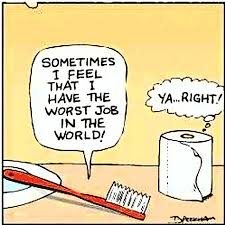 SOMETIMES
I FEEL
THAT I
HAVE THE
WORST JOB
IN THE
WORLD!
YA...RIGHT!